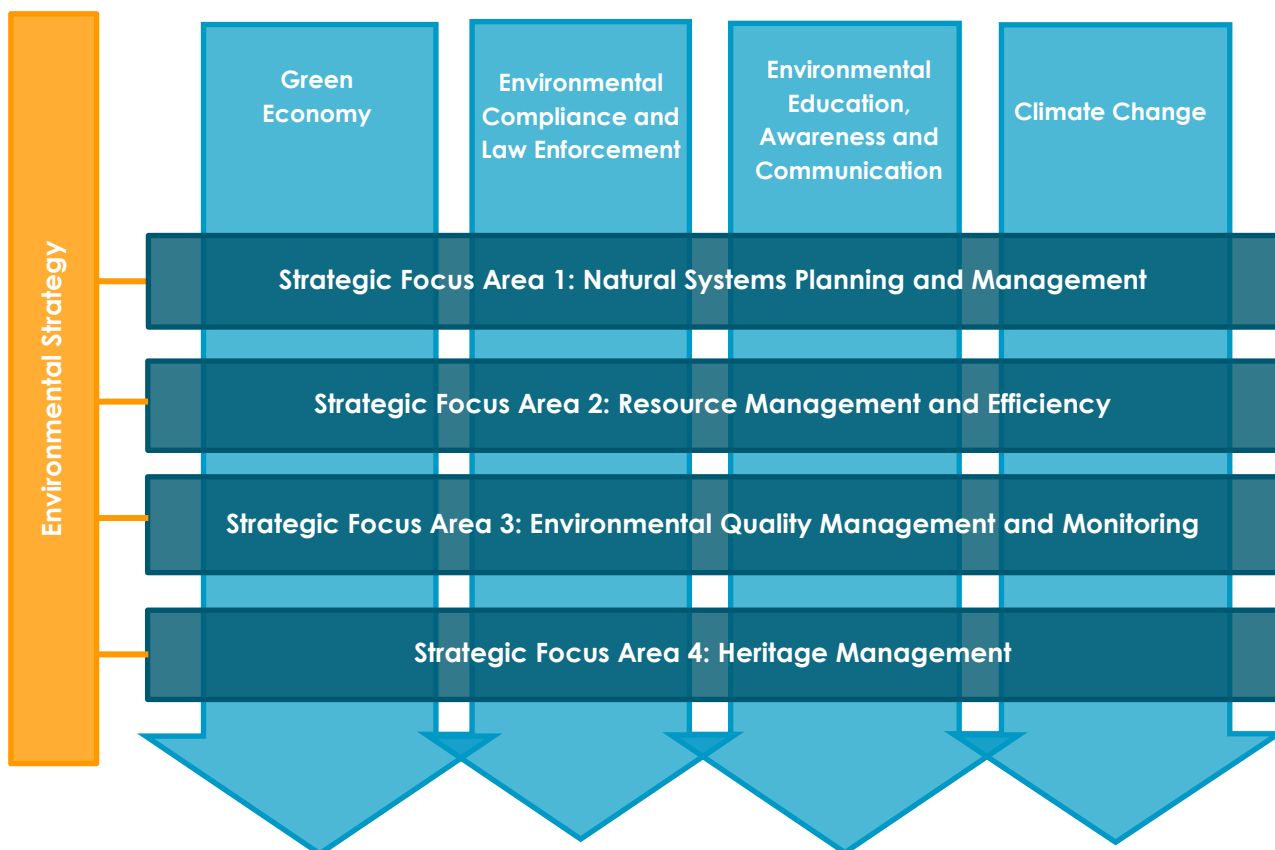 Environmental Strategy
Green
Economy
Environmental
Compliance and
Law Enforcement
Environmental
Education,
Awareness and
Communication
Climate Change
Strategic Focus Area 1: Natural Systems Planning and Management
Strategic Focus Area 2: Resource Management and Efficiency
Strategic Focus Area 3: Environmental Quality Management and Monitoring
Strategic Focus Area 4: Heritage Management